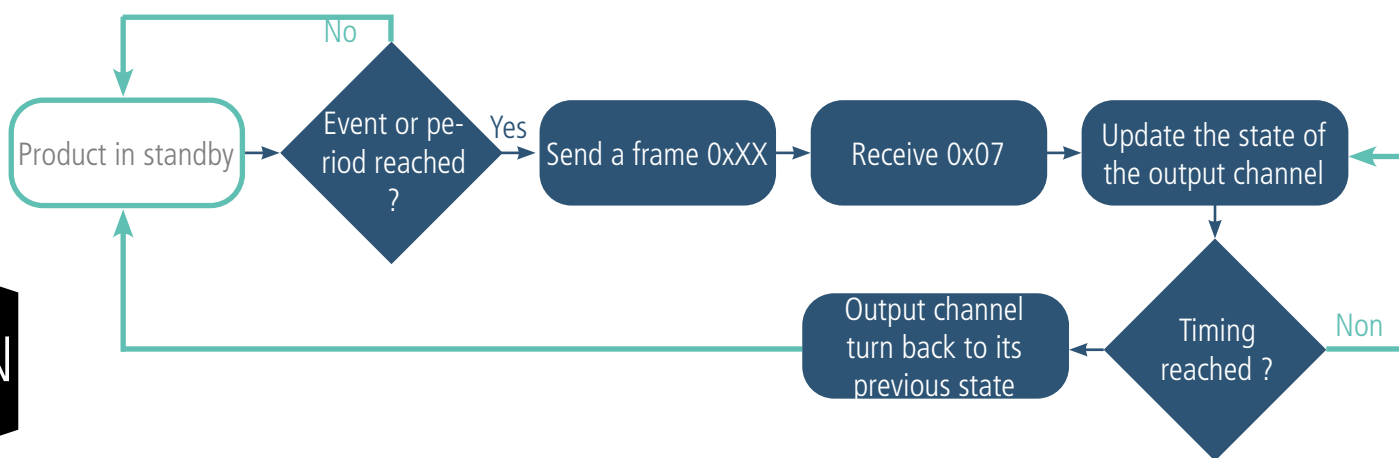 No
Product in standby
Event or pe-
riod reached
?
Yes
Send a frame 0xXX
Receive 0x07
Update the state of
the output channel
Timing
reached ?
Non
Output channel
turn back to its
previous state